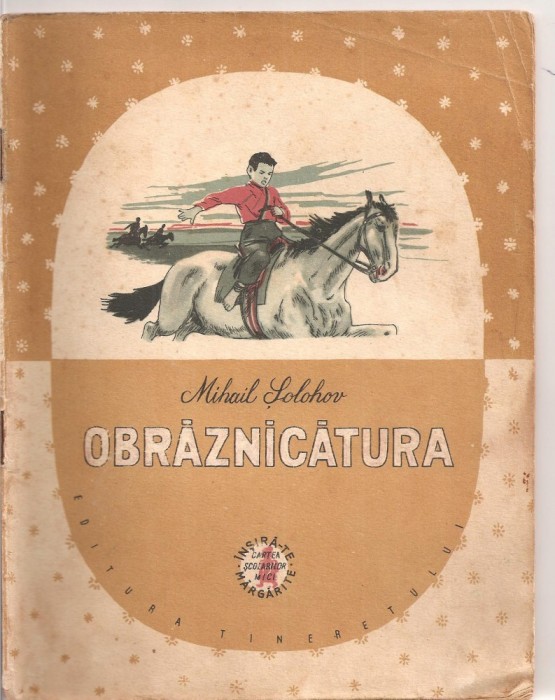 Mihail Șolohov
OBRĂZNICĂTURA
ÎNȘIRĂ-TE
CARTEA
ȘCOLARILOR
MICI
MĂRGĂRITE
EDITURA TINERETULUI